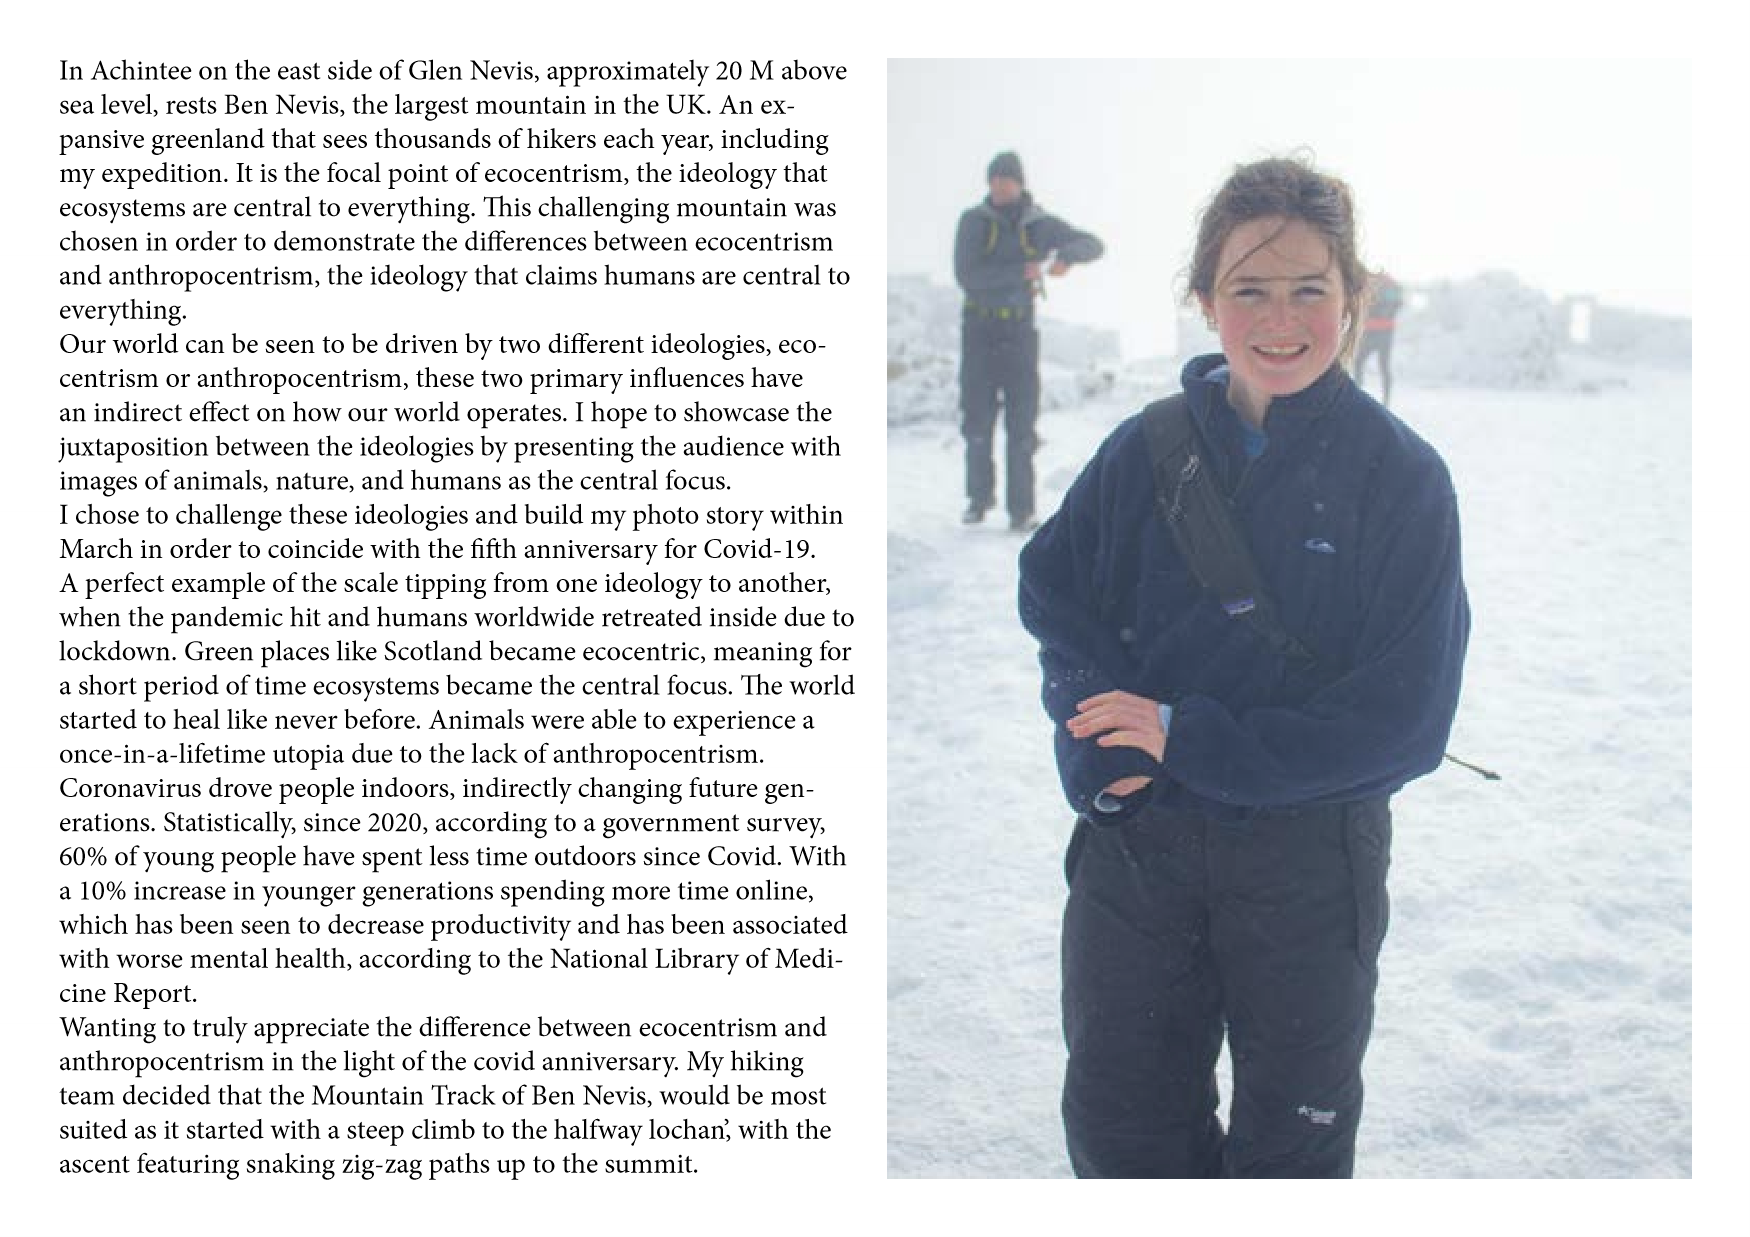 In Achintee on the east side of Glen Nevis, approximately 20 M above
sea level, rests Ben Nevis, the largest mountain in the UK. An ex-
pansive greenland that sees thousands of hikers each year, including
my expedition. It is the focal point of ecocentrism, the ideology that
ecosystems are central to everything. This challenging mountain was
chosen in order to demonstrate the differences between ecocentrism
and anthropocentrism, the ideology that claims humans are central to
everything.
Our world can be seen to be driven by two different ideologies, eco-
centrism or anthropocentrism, these two primary influences have
an indirect effect on how our world operates. I hope to showcase the
juxtaposition between the ideologies by presenting the audience with
images of animals, nature, and humans as the central focus.
I chose to challenge these ideologies and build my photo story within
March in order to coincide with the fifth anniversary for Covid-19.
A perfect example of the scale tipping from one ideology to another,
when the pandemic hit and humans worldwide retreated inside due to
lockdown. Green places like Scotland became ecocentric, meaning for
a short period of time ecosystems became the central focus. The world
started to heal like never before. Animals were able to experience a
once-in-a-lifetime utopia due to the lack of anthropocentrism.
Coronavirus drove people indoors, indirectly changing future gen-
erations. Statistically, since 2020, according to a government survey,
60% of young people have spent less time outdoors since Covid. With
a 10% increase in younger generations spending more time online,
which has been seen to decrease productivity and has been associated
with worse mental health, according to the National Library of Medi-
cine Report.
Wanting to truly appreciate the difference between ecocentrism and
anthropocentrism in the light of the covid anniversary. My hiking
team decided that the Mountain Track of Ben Nevis, would be most
suited as it started with a steep climb to the halfway lochan’, with the
ascent featuring snaking zig-zag paths up to the summit.